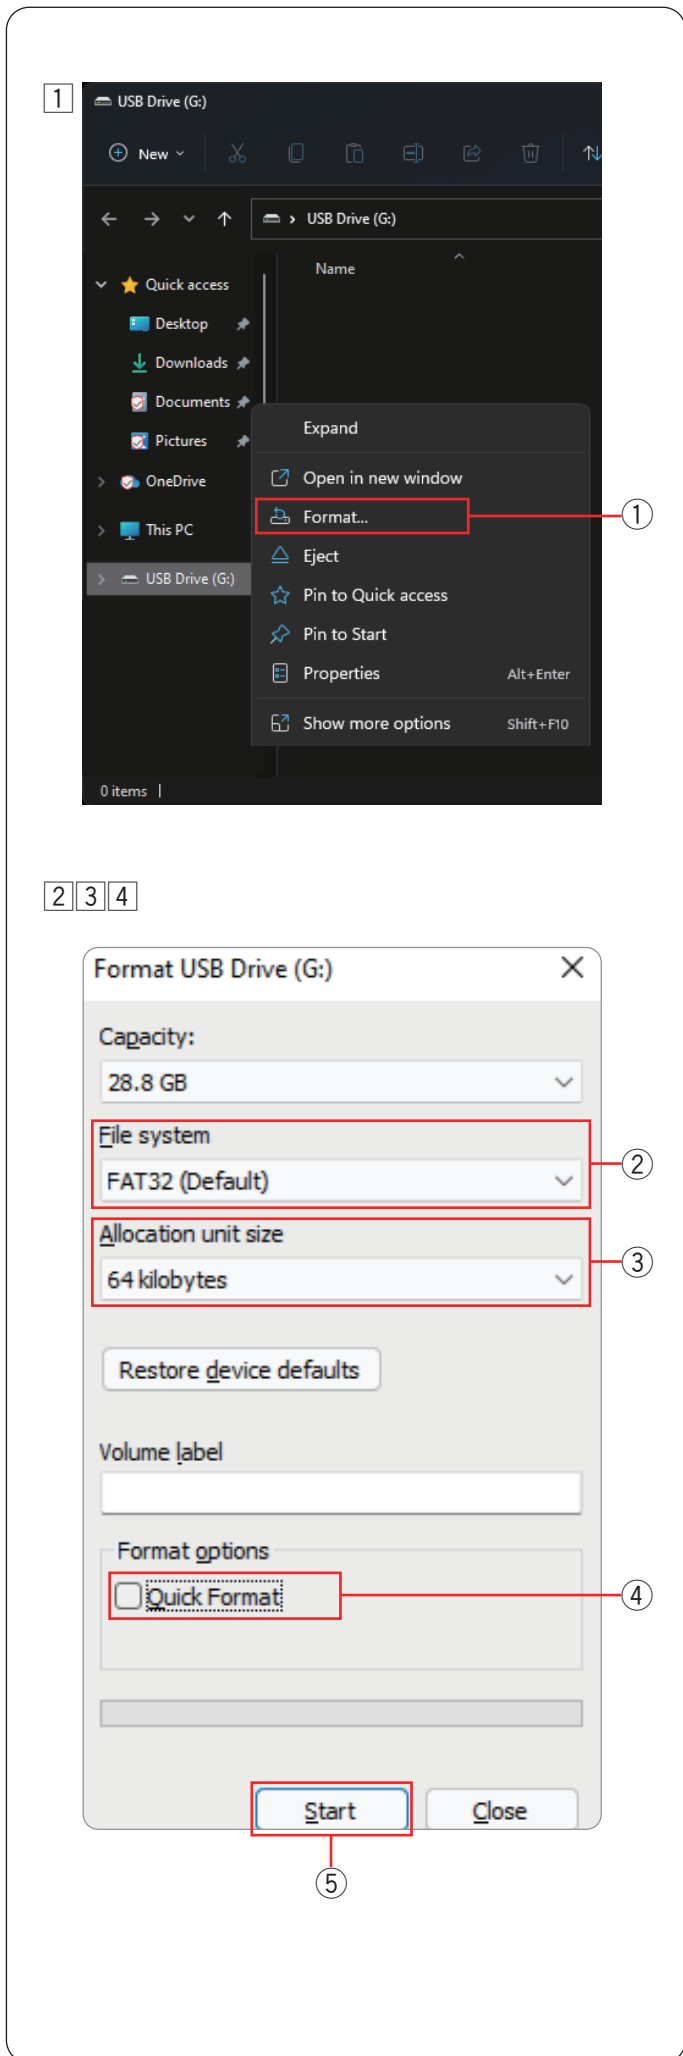 1
USB Drive (G:)
New
USB Drive (G:)
Name
Quick access
Desktop
Downloads
Documents
Pictures
OneDrive
This PC
USB Drive (G:)
Expand
Open in new window
Format...
①
Eject
Pin to Quick access
Pin to Start
Properties Alt+Enter
Show more options Shift+F10
0 items
2 3 4
Format USB Drive (G:)
Capacity:
28.8 GB
File system
②
FAT32 (Default)
Allocation unit size
③
64 kilobytes
Restore device defaults
Volume label
Format options
Quick Format
④
Start Close
⑤